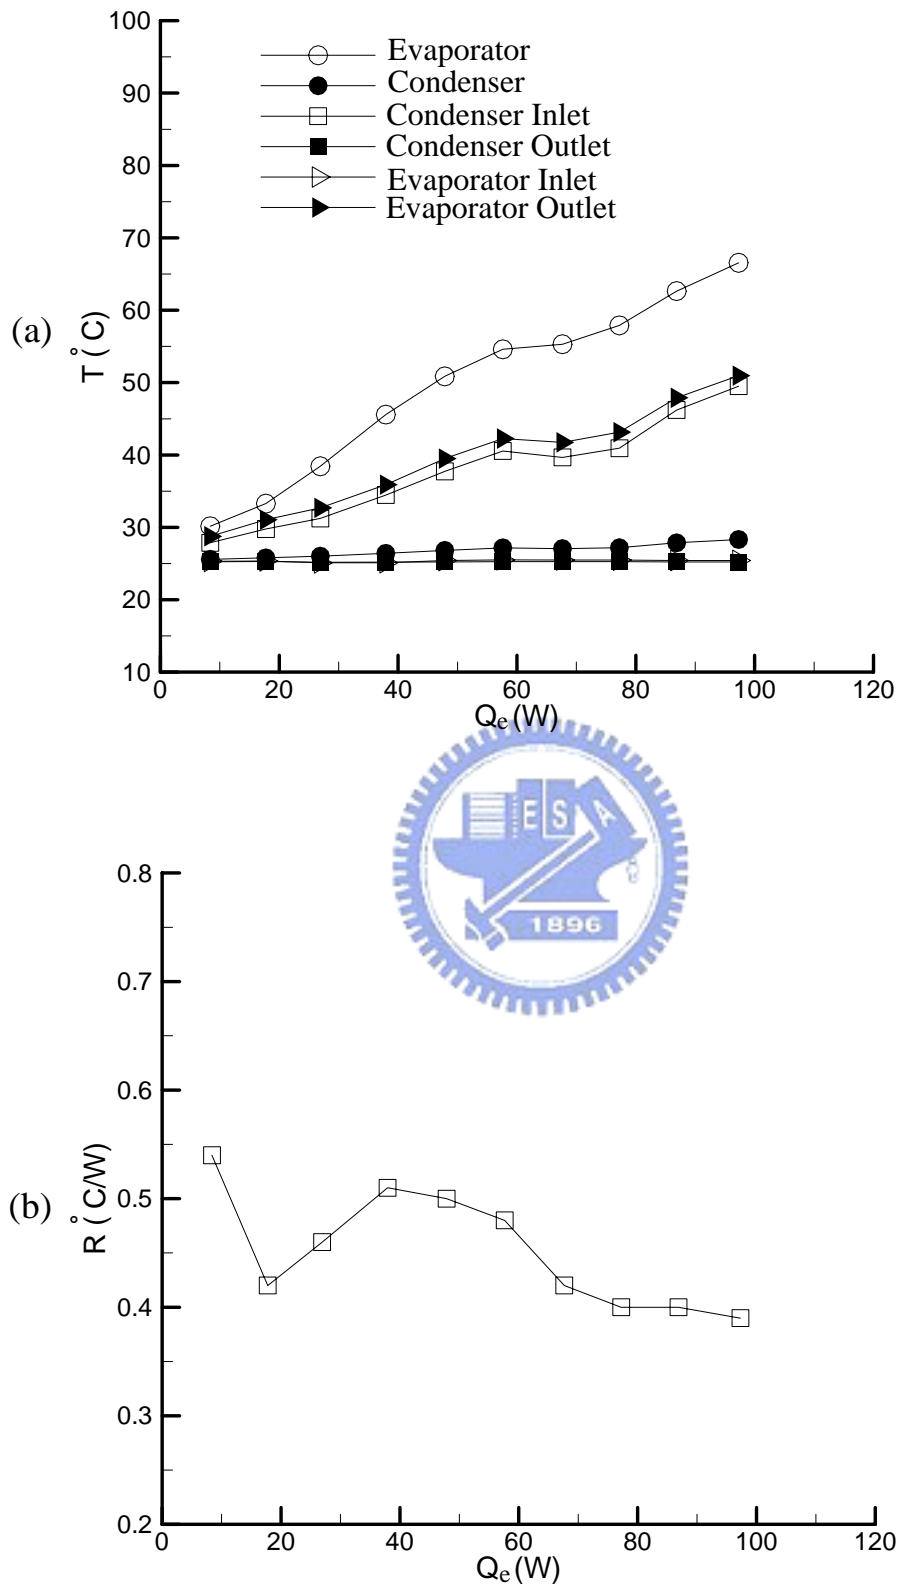 100
90
80
70
60
50
40
30
20
10
Evaporator
Condenser
Condenser Inlet
Condenser Outlet
Evaporator Inlet
Evaporator Outlet
(a)
T (°C)
0 20 40 60 80 100 120
Qe (W)
E S A
1896
0.8
0.7
0.6
0.5
0.4
0.3
0.2
(b)
R (°C/W)
0 20 40 60 80 100 120
Qe (W)